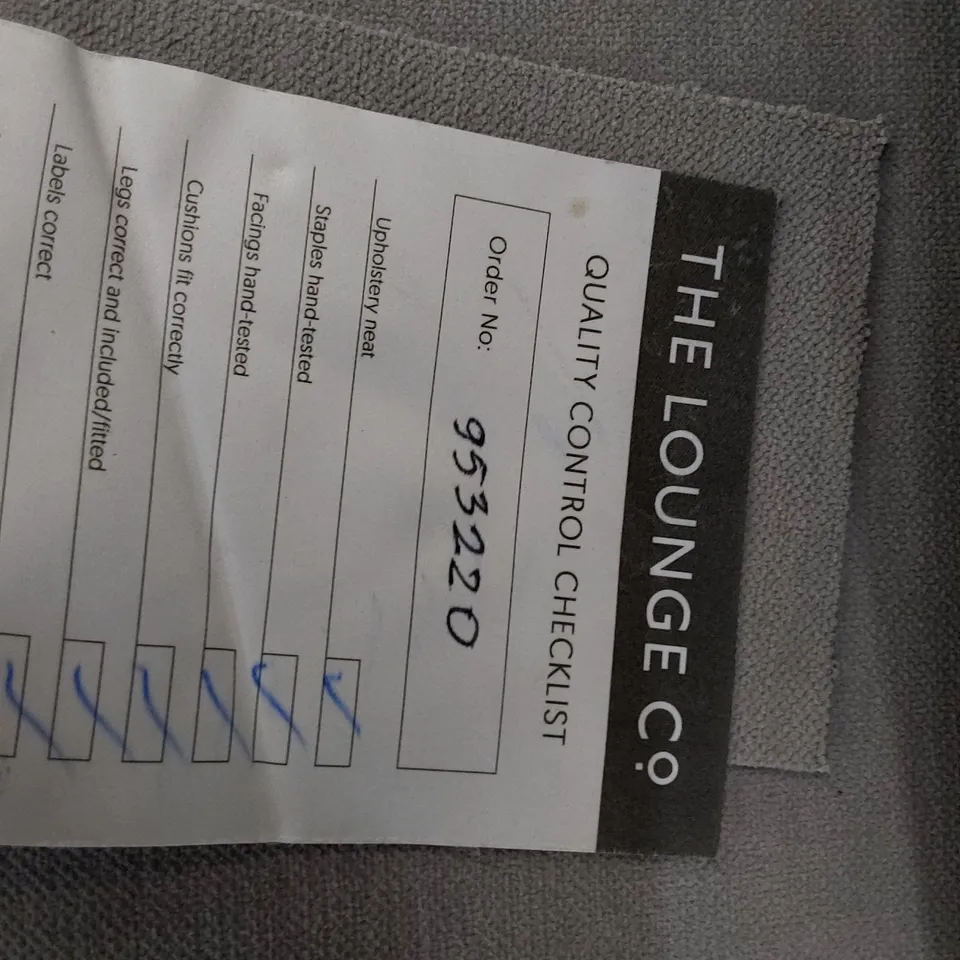 THE LOUNGE Co.
QUALITY CONTROL CHECKLIST
Order No: 953220
Upholstery neat
Staples hand-tested
Facings hand-tested
Cushions fit correctly
Legs correct and included/fitted
Labels correct